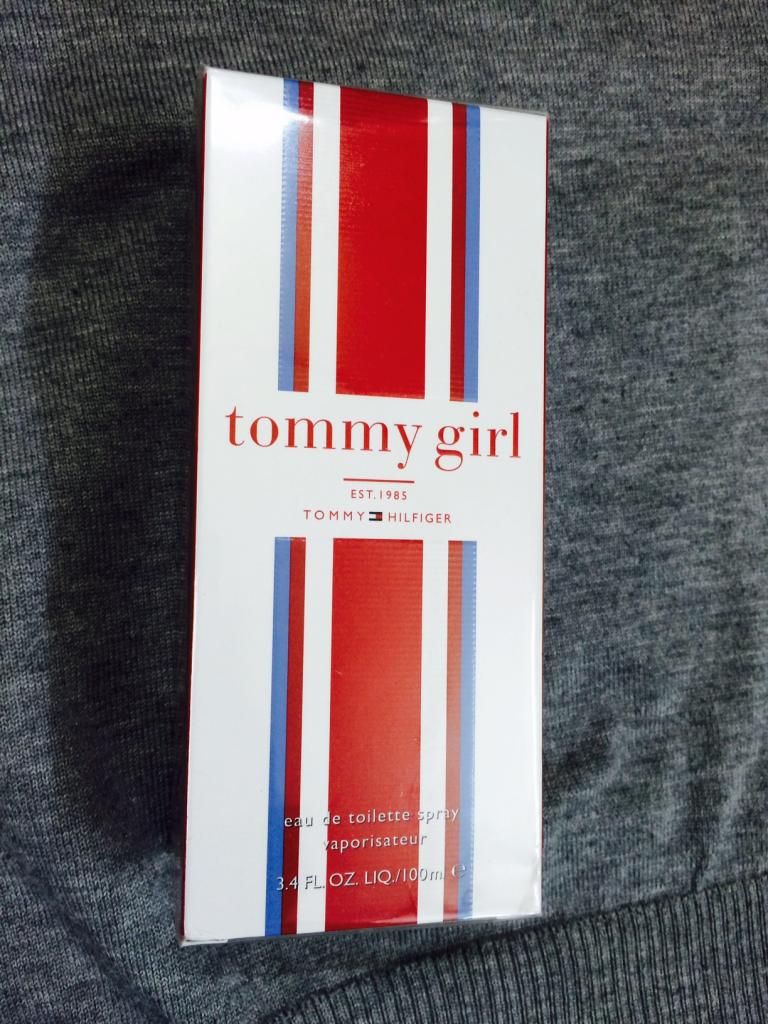 tommy girl
EST. 1985
TOMMY HILFIGER
eau de toilette spray
vaporisateur
3.4 FL. OZ. LIQ./100ml ℮